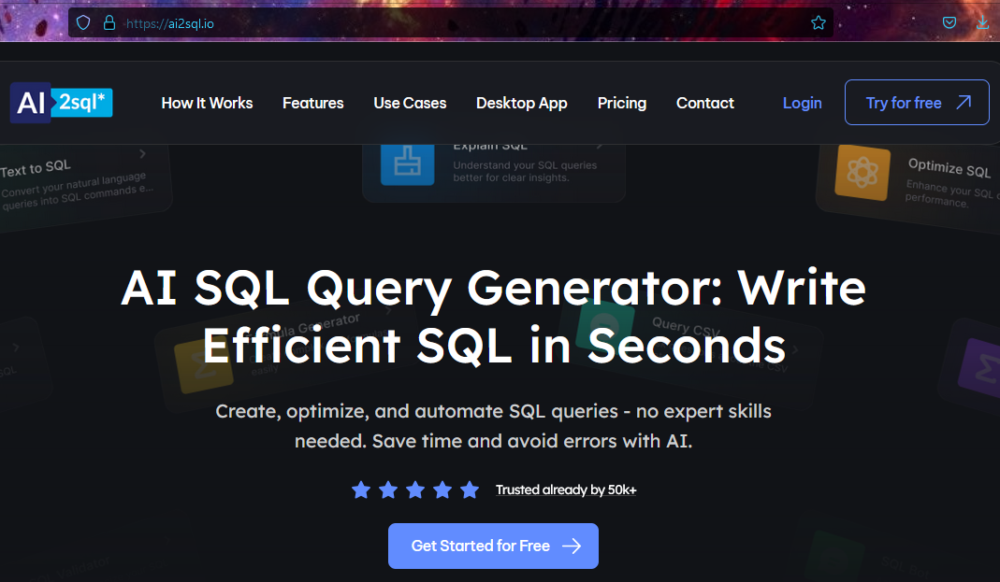 https://ai2sql.io
AI 2sql*
How It Works
Features
Use Cases
Desktop App
Pricing
Contact
Login
Try for free
Text to SQL
Convert your natural language
queries into SQL commands e...
Explain SQL
Understand your SQL queries
better for clear insights.
Optimize SQL
Enhance your SQL
performance.
AI SQL Query Generator: Write
Efficient SQL in Seconds
Generator
easily
Query CSV
CSV
SQL
Create, optimize, and automate SQL queries - no expert skills
needed. Save time and avoid errors with AI.
Trusted already by 50k+
Get Started for Free